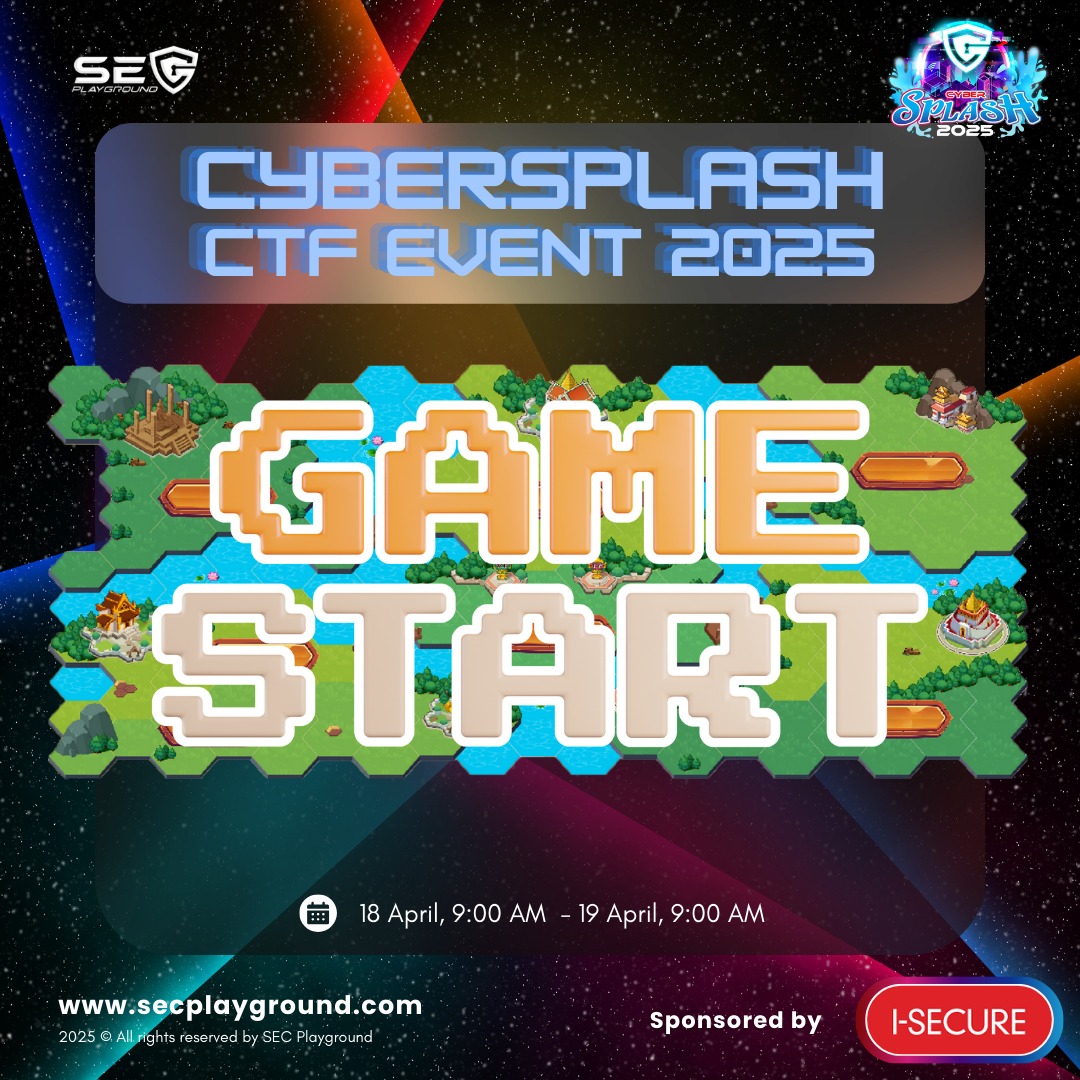 SEC
PLAYGROUND
CYBER
SPLASH
2025
CYBERSPLASH
CTF EVENT 2025
GAME
START
18 April, 9:00 AM - 19 April, 9:00 AM
www.secplayground.com
2025 © All rights reserved by SEC Playground
Sponsored by
I-SECURE